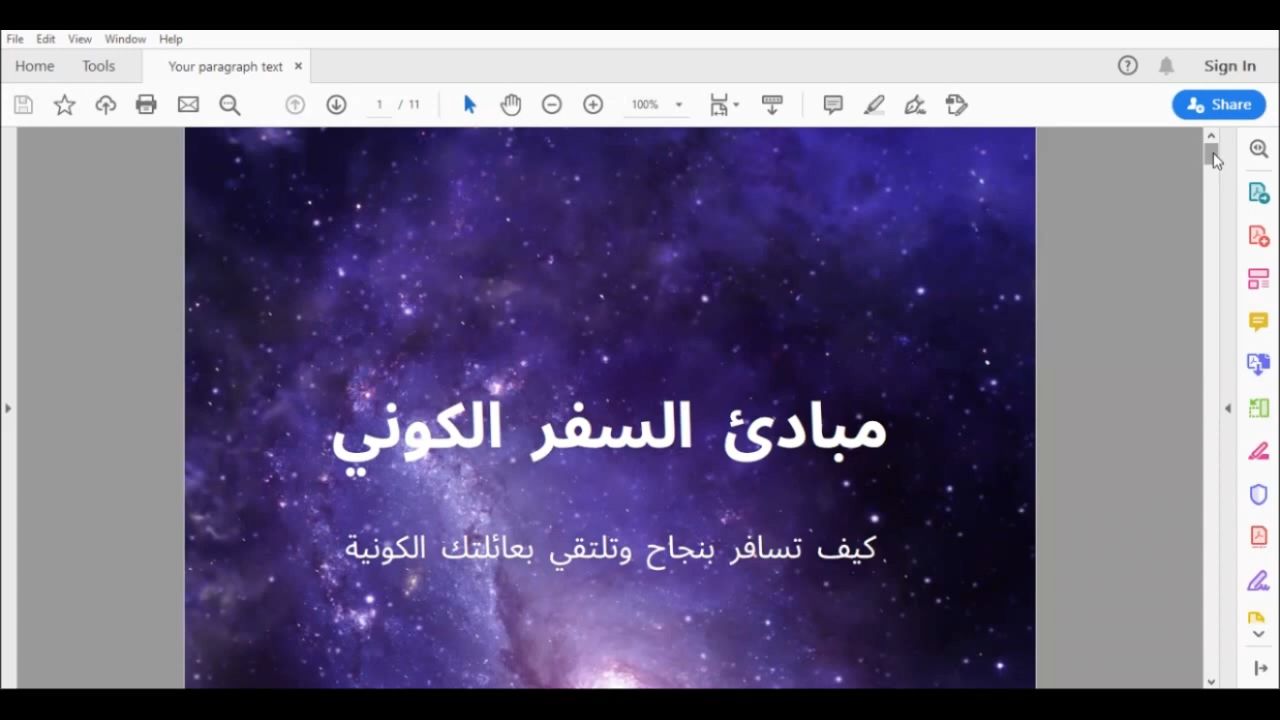 File Edit View Window Help
Home Tools Your paragraph text × Sign In
1 / 11 100% Share
مبادئ السفر الكوني
كيف تسافر بنجاح وتلتقي بعائلتك الكونية